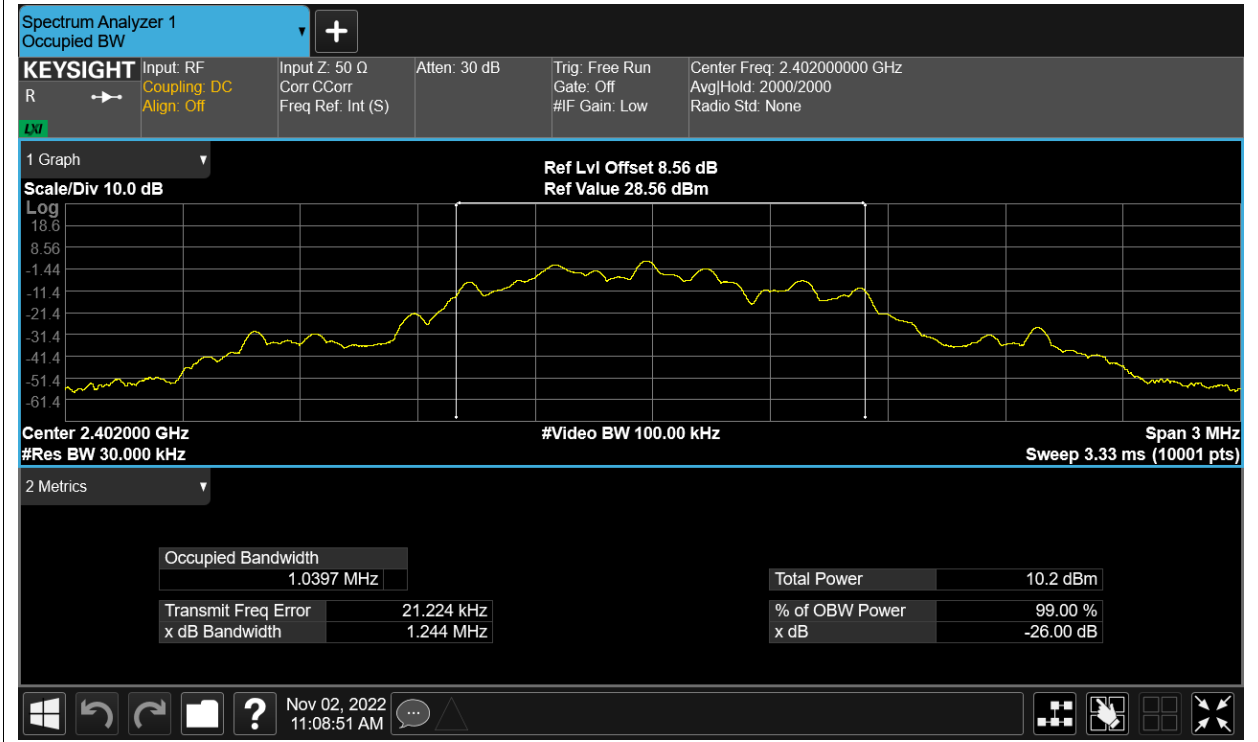 Spectrum Analyzer 1
Occupied BW
KEYSIGHT
R
LXI
Input: RF
Coupling: DC
Align: Off
Input Z: 50 Ω
Corr CCorr
Freq Ref: Int (S)
Atten: 30 dB
Trig: Free Run
Gate: Off
#IF Gain: Low
Center Freq: 2.402000000 GHz
Avg|Hold: 2000/2000
Radio Std: None
1 Graph
Scale/Div 10.0 dB
Ref Lvl Offset 8.56 dB
Ref Value 28.56 dBm
Log
18.6
8.56
-1.44
-11.4
-21.4
-31.4
-41.4
-51.4
-61.4
Center 2.402000 GHz
#Video BW 100.00 kHz
Span 3 MHz
#Res BW 30.000 kHz
Sweep 3.33 ms (10001 pts)
2 Metrics
Occupied Bandwidth
1.0397 MHz
Total Power 10.2 dBm
Transmit Freq Error 21.224 kHz
% of OBW Power 99.00 %
x dB Bandwidth 1.244 MHz
x dB -26.00 dB
?
Nov 02, 2022
11:08:51 AM